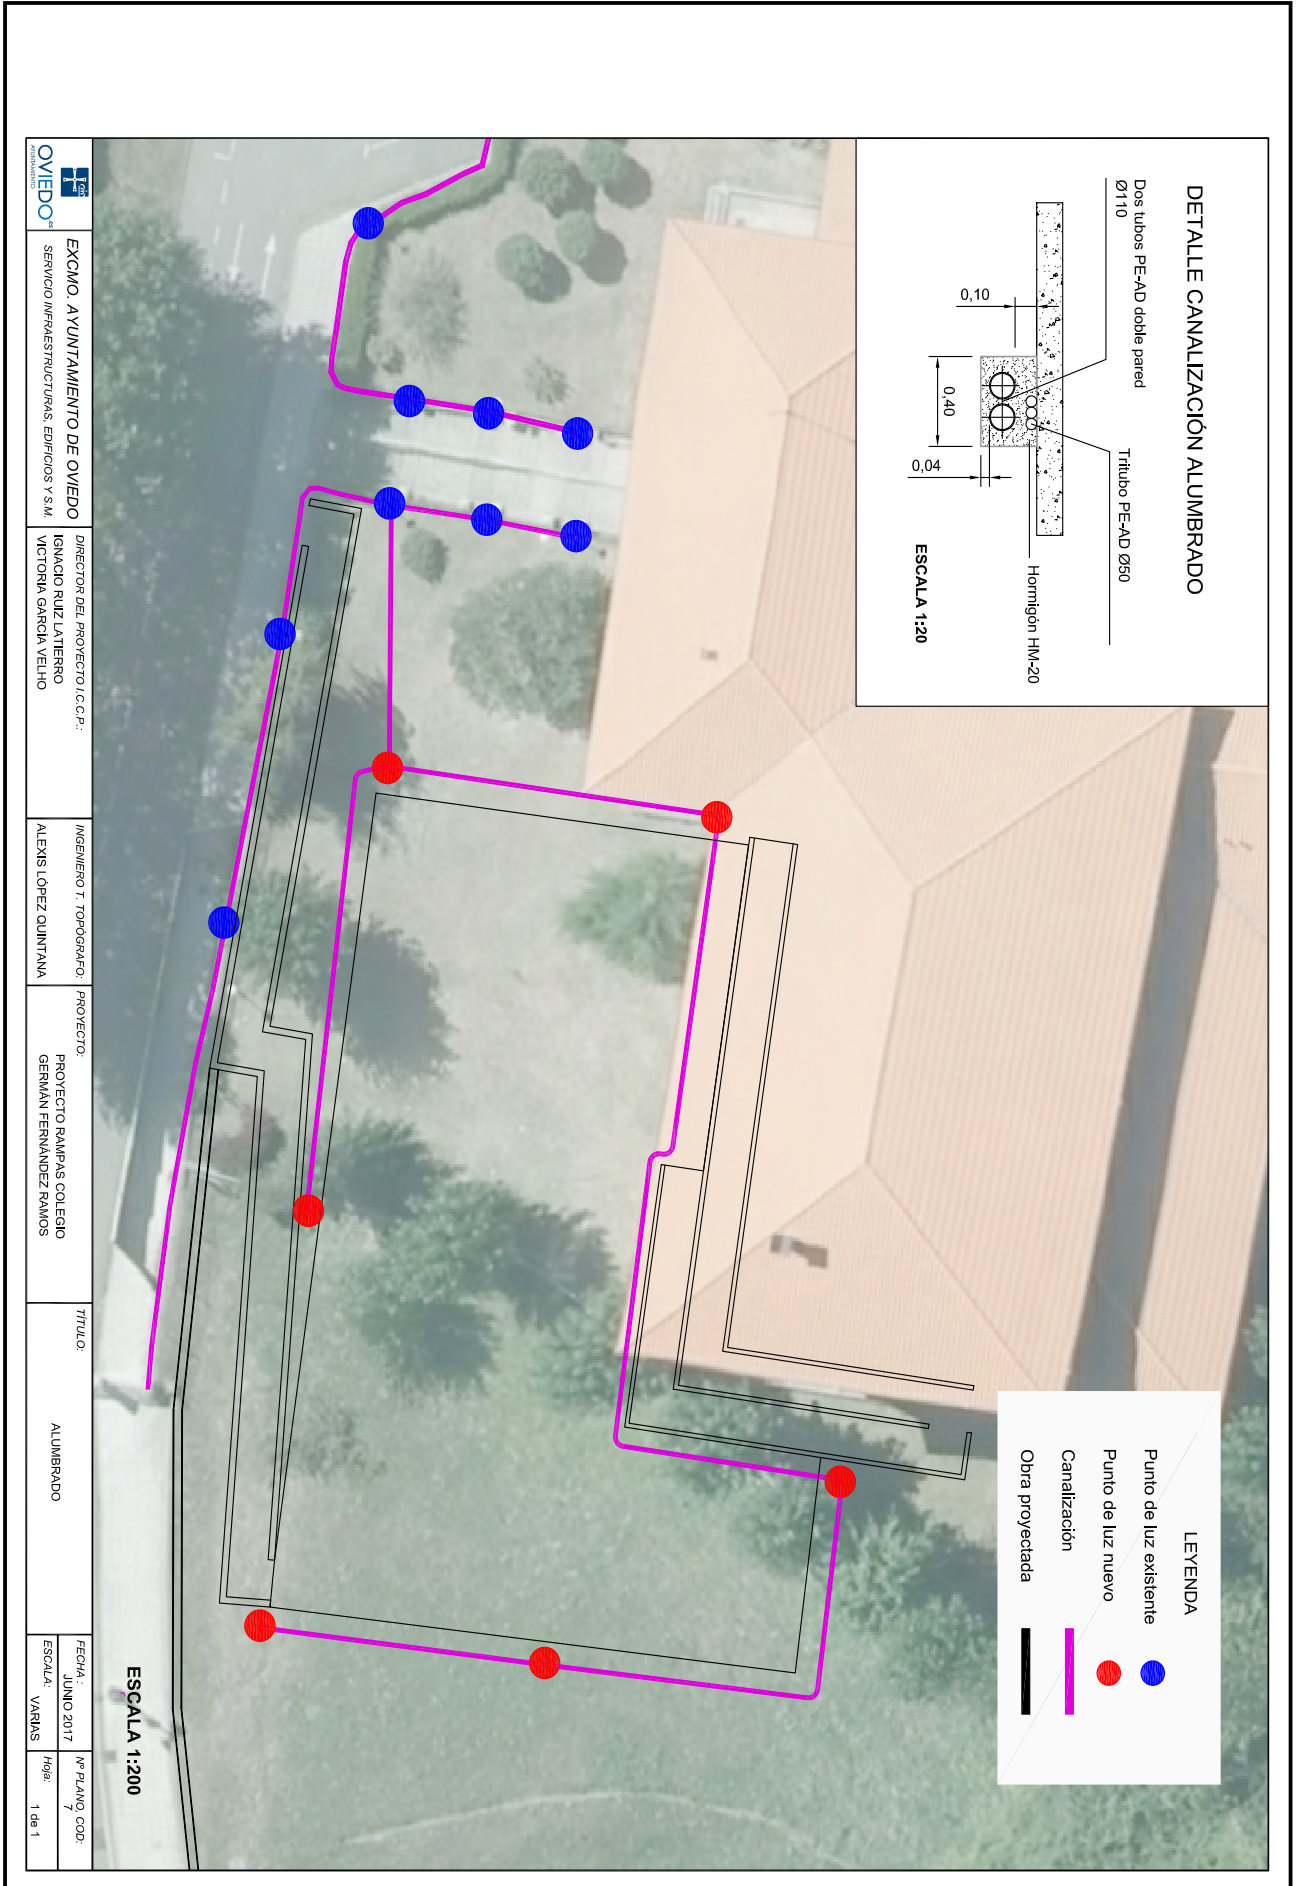 DETALLE CANALIZACIÓN ALUMBRADO
Dos tubos PE-AD doble pared
Ø110
Tritubo PE-AD Ø50
Hormigón HM-20
0,10
0,40
0,04
ESCALA 1:20
LEYENDA
Punto de luz existente
Punto de luz nuevo
Canalización
Obra proyectada
ESCALA 1:200
OVIEDO.es
AYUNTAMIENTO
EXCMO. AYUNTAMIENTO DE OVIEDO
SERVICIO INFRAESTRUCTURAS, EDIFICIOS Y S.M.
DIRECTOR DEL PROYECTO I.C.C.P.:
IGNACIO RUIZ LATIERRO
VICTORIA GARCÍA VELHO
INGENIERO T. TOPÓGRAFO:
ALEXIS LÓPEZ QUINTANA
PROYECTO:
PROYECTO RAMPAS COLEGIO
GERMÁN FERNÁNDEZ RAMOS
TÍTULO:
ALUMBRADO
FECHA :
JUNIO 2017
ESCALA:
VARIAS
Nº PLANO, COD:
7
Hoja:
1 de 1